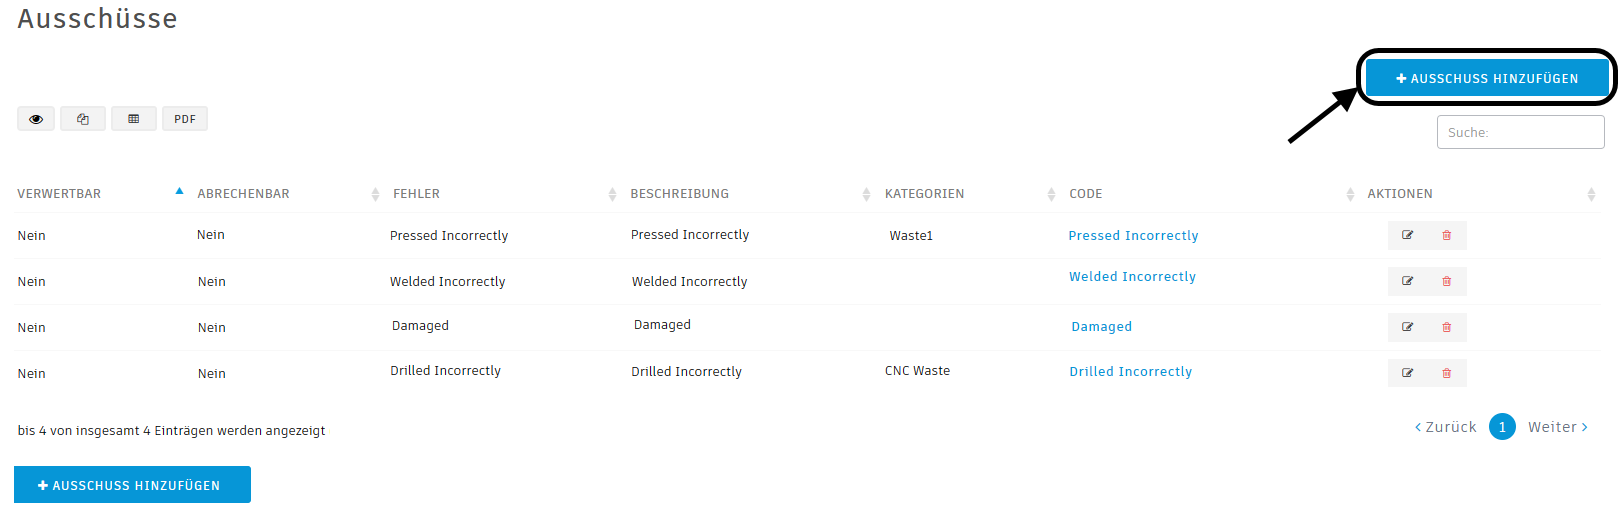 Ausschüsse
AUSSCHUSS HINZUFÜGEN
PDF
Suche:
VERWERTBAR ABRECHENBAR FEHLER BESCHREIBUNG KATEGORIEN CODE AKTIONEN
Nein Nein Pressed Incorrectly Pressed Incorrectly Waste1 Pressed Incorrectly
Nein Nein Welded Incorrectly Welded Incorrectly Welded Incorrectly
Nein Nein Damaged Damaged Damaged
Nein Nein Drilled Incorrectly Drilled Incorrectly CNC Waste Drilled Incorrectly
bis 4 von insgesamt 4 Einträgen werden angezeigt
Zurück 1 Weiter
AUSSCHUSS HINZUFÜGEN